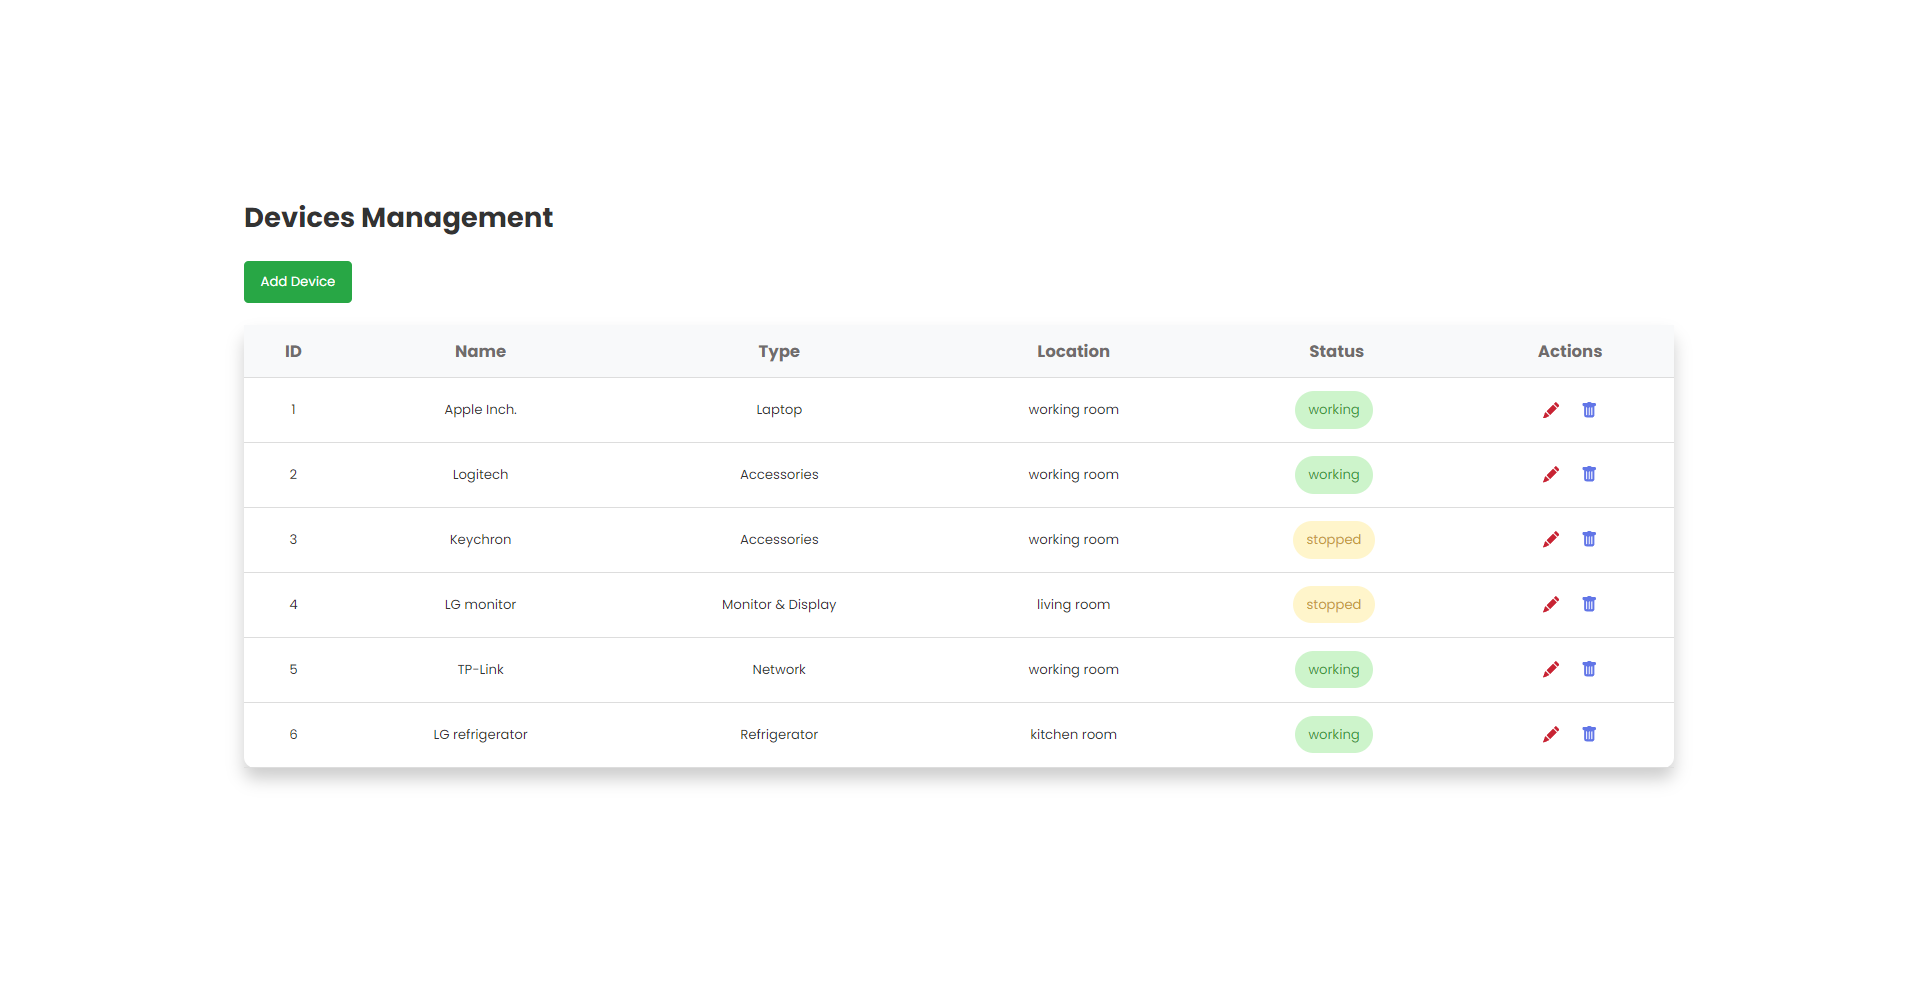 Devices Management
Add Device
ID Name Type Location Status Actions
1 Apple Inch. Laptop working room working
2 Logitech Accessories working room working
3 Keychron Accessories working room stopped
4 LG monitor Monitor & Display living room stopped
5 TP-Link Network working room working
6 LG refrigerator Refrigerator kitchen room working